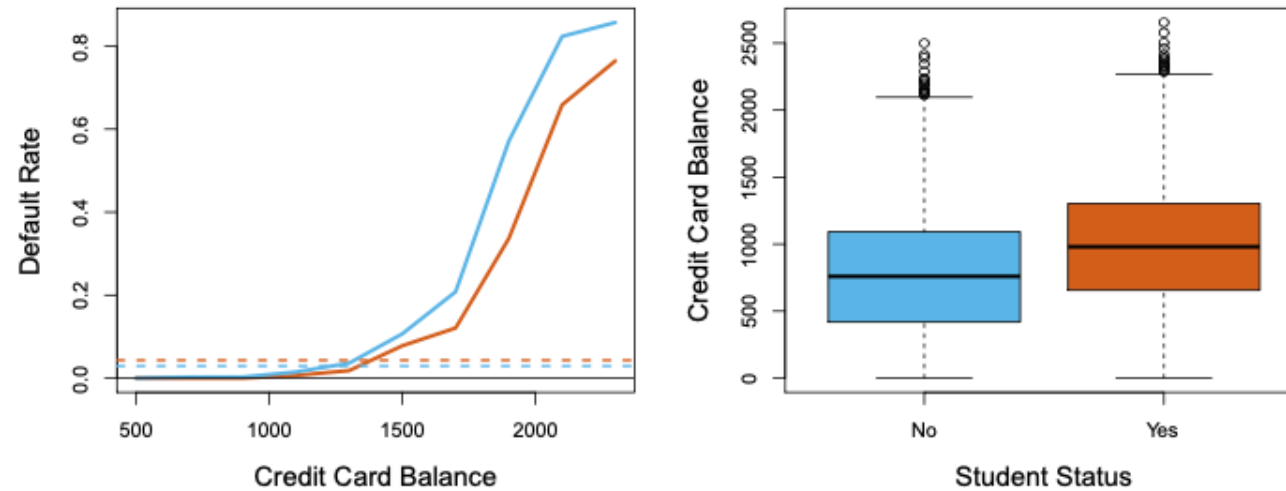 Default Rate
0.8
0.6
0.4
0.2
0.0
500 1000 1500 2000
Credit Card Balance
Credit Card Balance
2500
2000
1500
1000
500
0
No Yes
Student Status